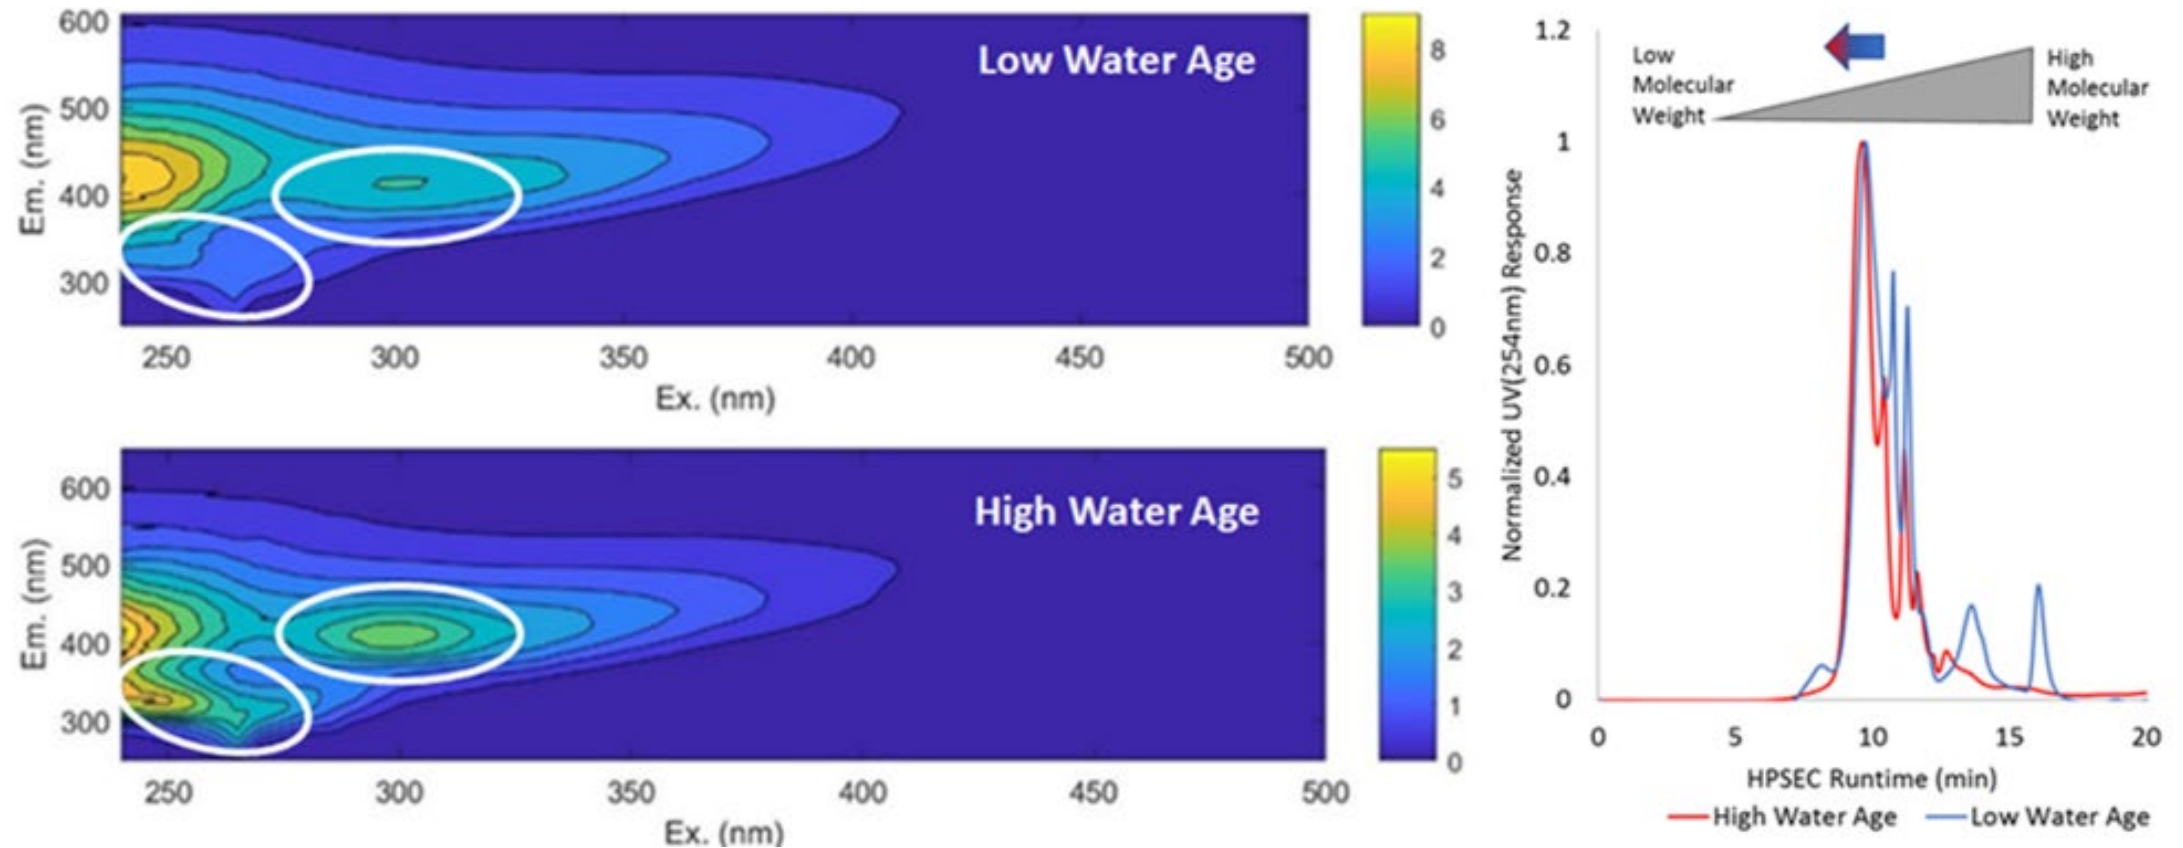 600
500
400
300
Em. (nm)
Low Water Age
250
300
350
400
450
500
Ex. (nm)
8
6
4
2
0
600
500
400
300
Em. (nm)
High Water Age
250
300
350
400
450
500
Ex. (nm)
5
4
3
2
1
0
1.2
1
0.8
0.6
0.4
0.2
0
Normalized UV(254nm) Response
Low
Molecular
Weight
High
Molecular
Weight
0
5
10
15
20
HPSEC Runtime (min)
High Water Age
Low Water Age